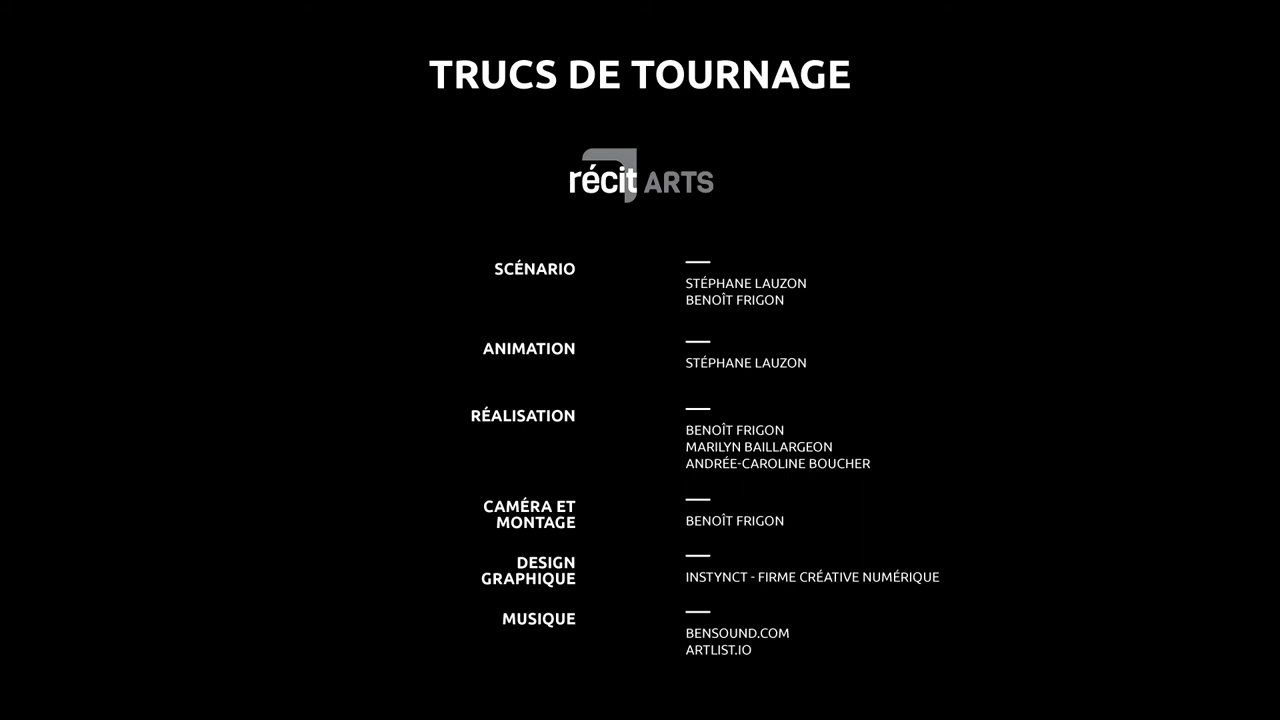 TRUCS DE TOURNAGE
récit ARTS
SCÉNARIO
STÉPHANE LAUZON
BENOÎT FRIGON
ANIMATION
STÉPHANE LAUZON
RÉALISATION
BENOÎT FRIGON
MARILYN BAILLARGEON
ANDRÉE-CAROLINE BOUCHER
CAMÉRA ET
MONTAGE
BENOÎT FRIGON
DESIGN
GRAPHIQUE
INSTYNCT - FIRME CRÉATIVE NUMÉRIQUE
MUSIQUE
BENSOUND.COM
ARTLIST.IO